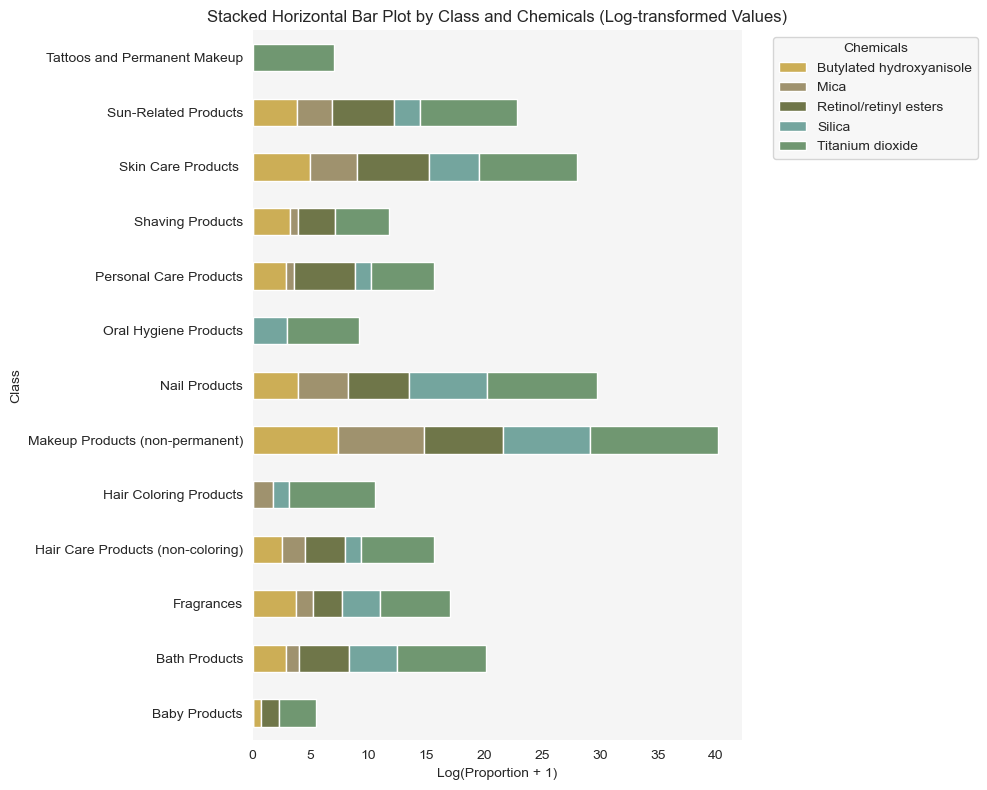 Stacked Horizontal Bar Plot by Class and Chemicals (Log-transformed Values)
Chemicals
Butylated hydroxyanisole
Mica
Retinol/retinyl esters
Silica
Titanium dioxide
Class
Tattoos and Permanent Makeup
Sun-Related Products
Skin Care Products
Shaving Products
Personal Care Products
Oral Hygiene Products
Nail Products
Makeup Products (non-permanent)
Hair Coloring Products
Hair Care Products (non-coloring)
Fragrances
Bath Products
Baby Products
0 5 10 15 20 25 30 35 40
Log(Proportion + 1)